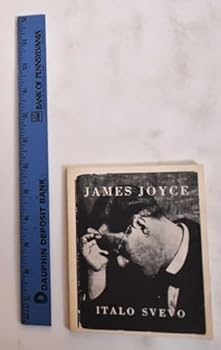 BANK OF PENNSYLVANIA
DAUPHIN DEPOSIT BANK
JAMES JOYCE
ITALO SVEVO